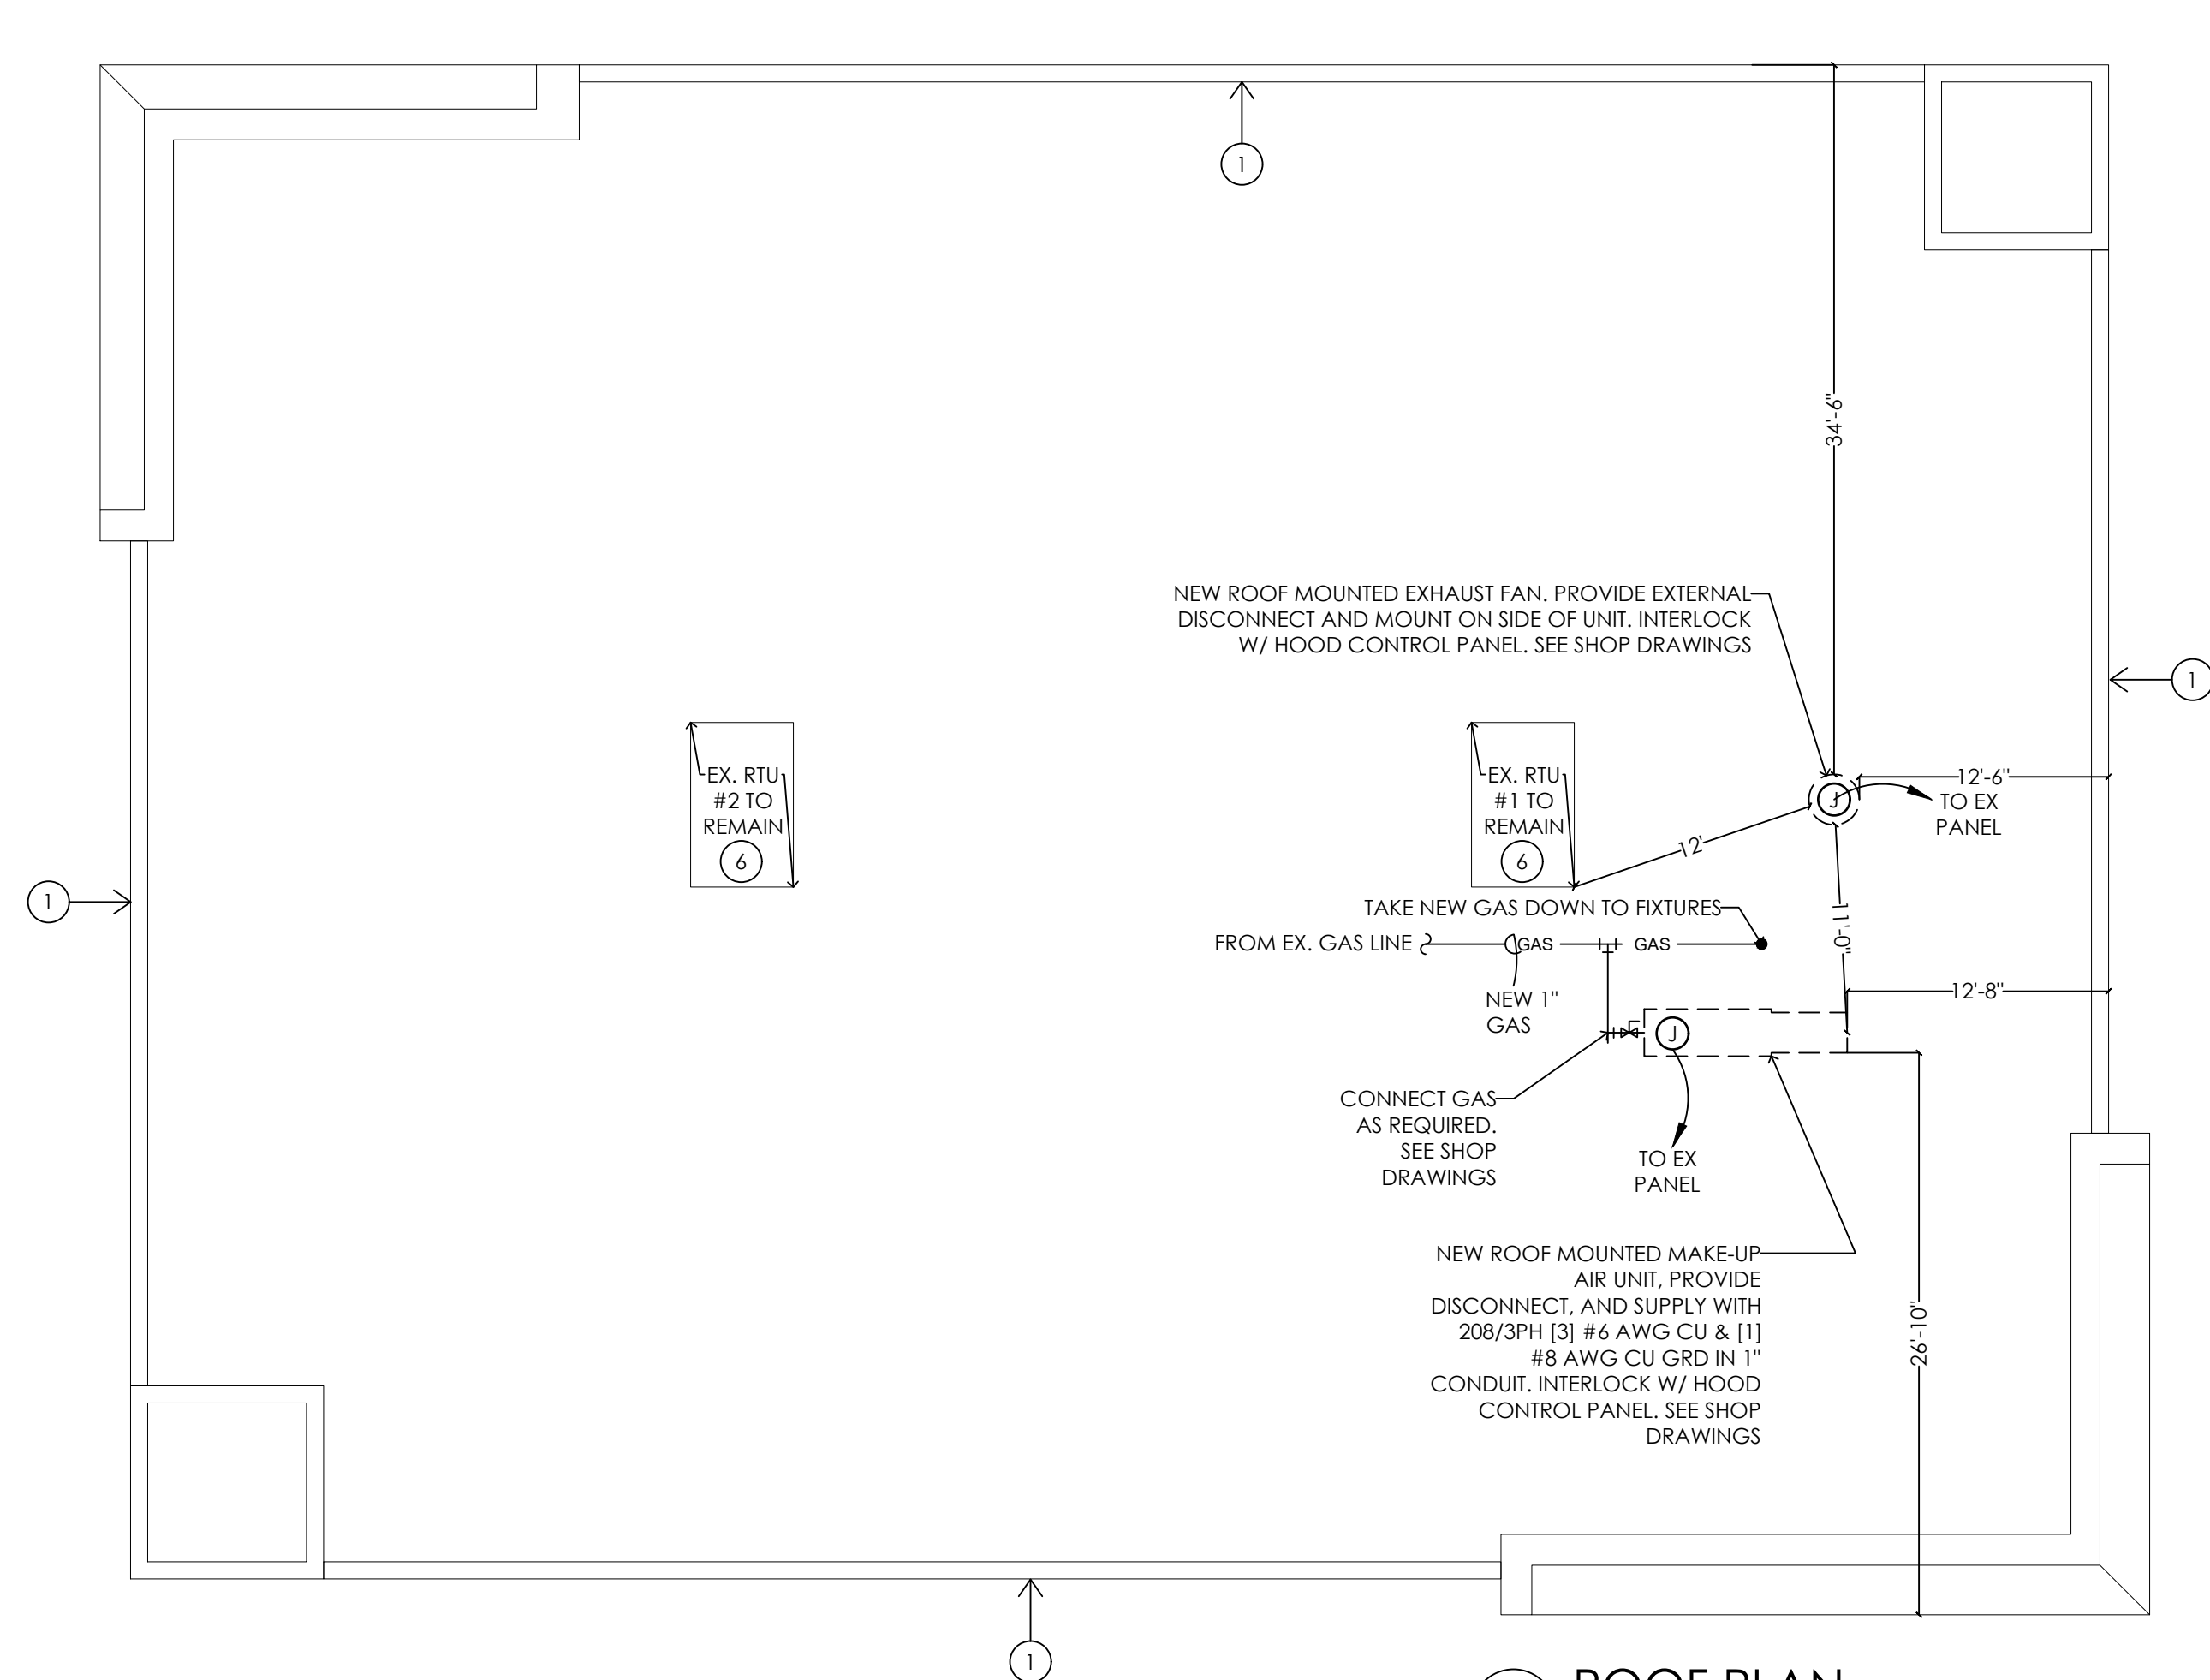 1
34'-6"
NEW ROOF MOUNTED EXHAUST FAN. PROVIDE EXTERNAL
DISCONNECT AND MOUNT ON SIDE OF UNIT. INTERLOCK
W/ HOOD CONTROL PANEL. SEE SHOP DRAWINGS
1
EX. RTU
#2 TO
REMAIN
6
EX. RTU
#1 TO
REMAIN
6
12'
J
12'-6"
TO EX
PANEL
1
TAKE NEW GAS DOWN TO FIXTURES
FROM EX. GAS LINE
GAS
GAS
11'-0"
NEW 1"
GAS
12'-8"
J
CONNECT GAS
AS REQUIRED.
SEE SHOP
DRAWINGS
TO EX
PANEL
NEW ROOF MOUNTED MAKE-UP
AIR UNIT, PROVIDE
DISCONNECT, AND SUPPLY WITH
208/3PH [3] #6 AWG CU & [1]
#8 AWG CU GRD IN 1"
CONDUIT. INTERLOCK W/ HOOD
CONTROL PANEL. SEE SHOP
DRAWINGS
26'-10"
1
ROOF PLAN